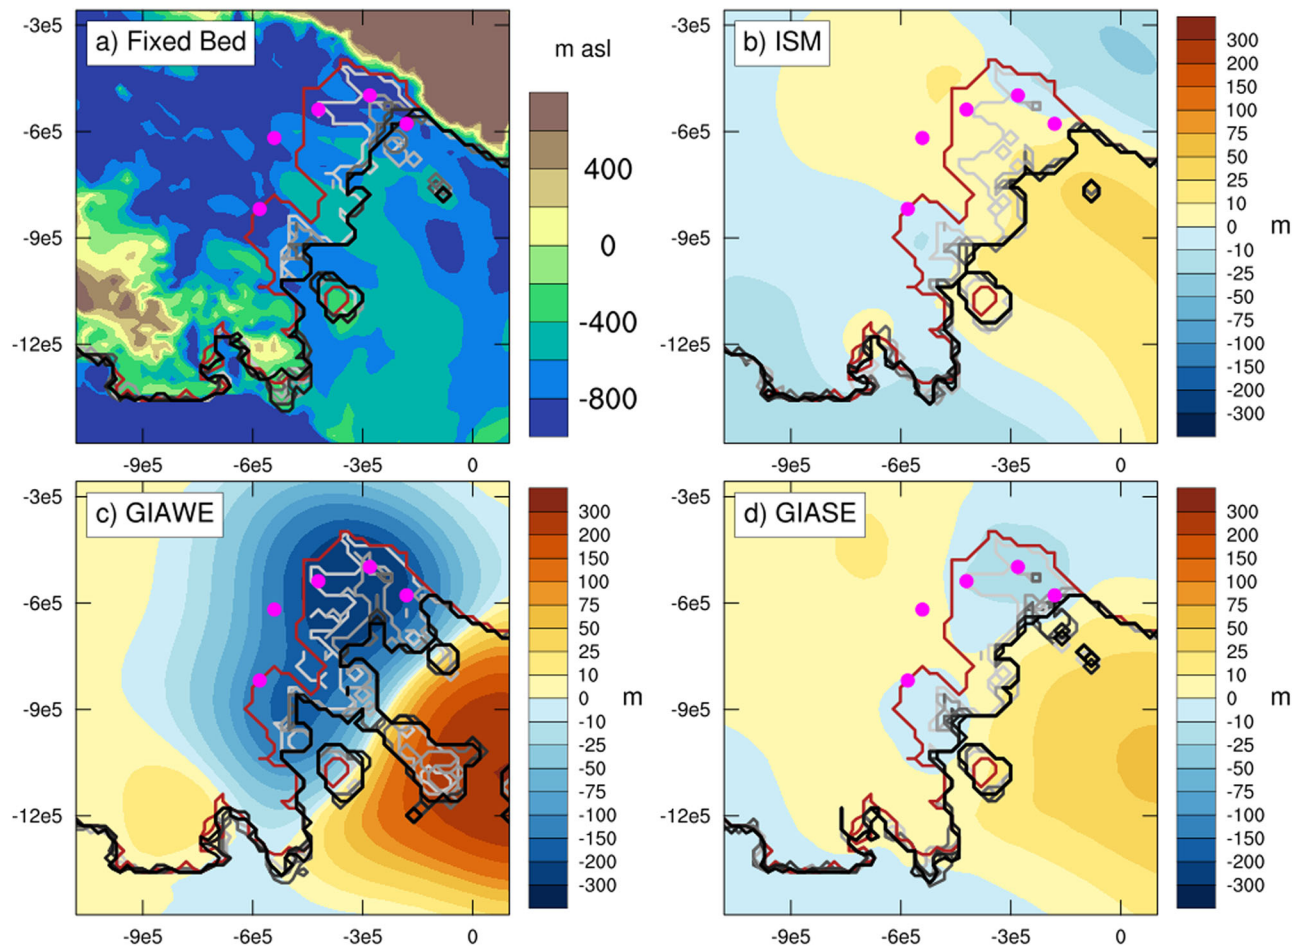 a) Fixed Bed
-3e5
-6e5
-9e5
-12e5
-9e5 -6e5 -3e5 0
m asl
400
0
-400
-800
b) ISM
-3e5
-6e5
-9e5
-12e5
-9e5 -6e5 -3e5 0
300
200
150
100
75
50
25
10
0
-10
-25
-50
-75
-100
-150
-200
-300
m
c) GIAWE
-3e5
-6e5
-9e5
-12e5
-9e5 -6e5 -3e5 0
300
200
150
100
75
50
25
10
0
-10
-25
-50
-75
-100
-150
-200
-300
m
d) GIASE
-3e5
-6e5
-9e5
-12e5
-9e5 -6e5 -3e5 0
300
200
150
100
75
50
25
10
0
-10
-25
-50
-75
-100
-150
-200
-300
m